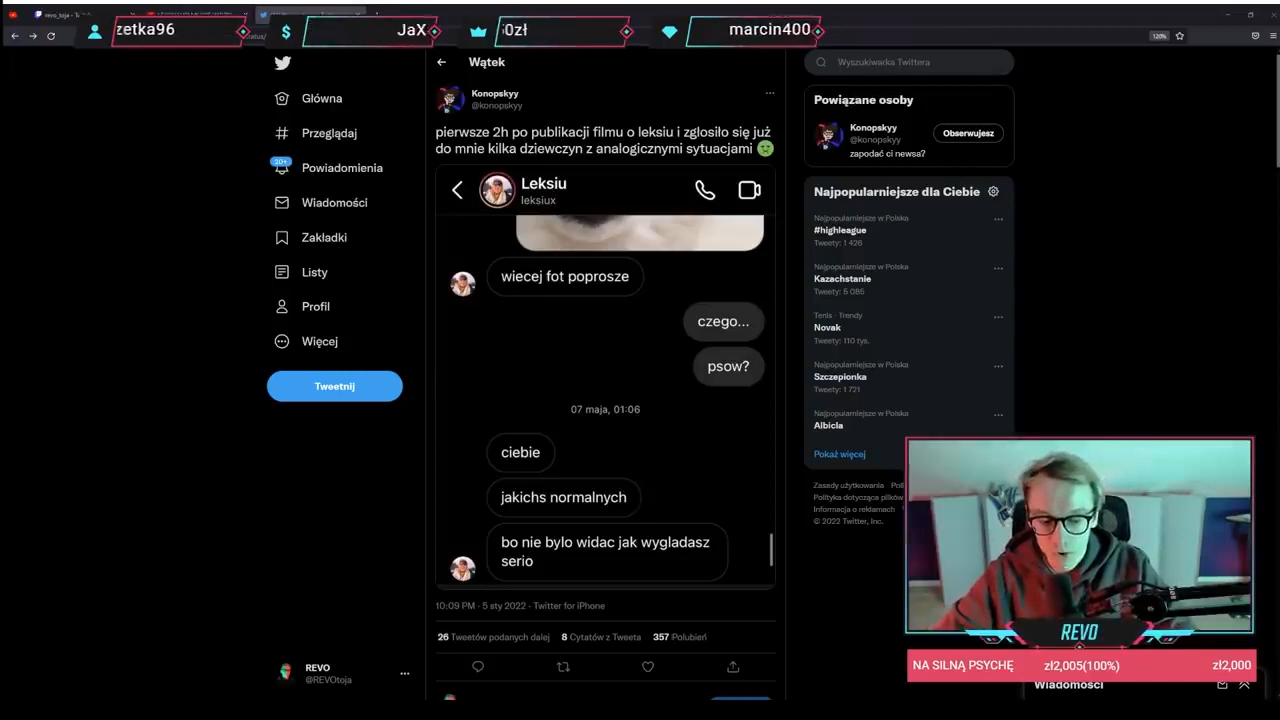 revo_toja
zetka96
JaX
0zł
marcin400
120%
Główna
Przeglądaj
20+
Powiadomienia
Wiadomości
Zakładki
Listy
Profil
Więcej
Tweetnij
REVO
@REVOtoja
Wątek
Konopskyy
@konopskyy
pierwsze 2h po publikacji filmu o leksiu i zglosiło się już
do mnie kilka dziewczyn z analogicznymi sytuacjami
Leksiu
leksiux
wiecej fot poprosze
czego...
psow?
07 maja, 01:06
ciebie
jakichs normalnych
bo nie bylo widac jak wygladasz
serio
10:09 PM · 5 sty 2022 · Twitter for iPhone
26 Tweetów podanych dalej 8 Cytatów z Tweeta 357 Polubień
Wyszukiwarka Twittera
Powiązane osoby
Konopskyy
@konopskyy
Obserwujesz
zapodać ci newsa?
Najpopularniejsze dla Ciebie
Najpopularniejsze w Polska
#highleague
Tweety: 1 426
Najpopularniejsze w Polska
Kazachstanie
Tweety: 5 085
Tenis · Trendy
Novak
Tweety: 110 tys.
Najpopularniejsze w Polska
Szczepionka
Tweety: 1 721
Najpopularniejsze w Polska
Albicla
Pokaż więcej
Zasady użytkowania
Polityka dotycząca plików
Informacja o reklamach
© 2022 Twitter, Inc.
REVO
NA SILNĄ PSYCHĘ zł2,005(100%) zł2,000
Wiadomości